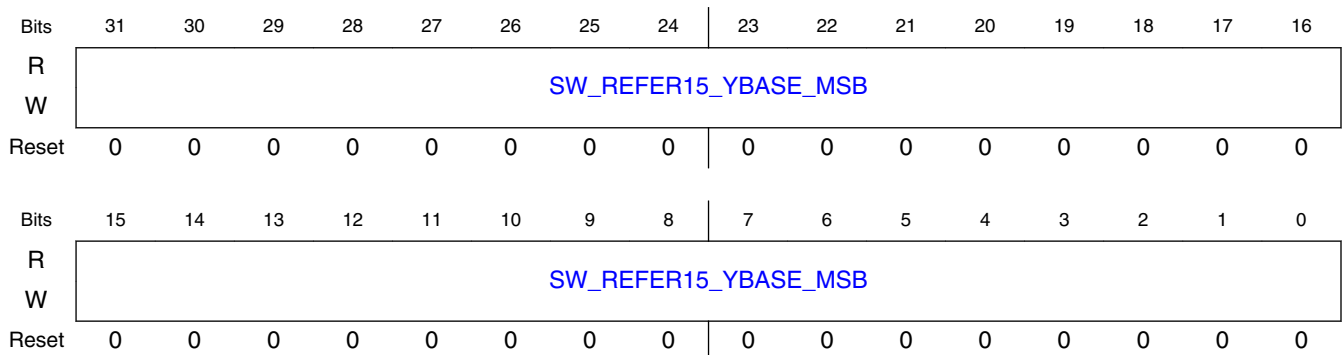 Bits 31 30 29 28 27 26 25 24 23 22 21 20 19 18 17 16
R
SW_REFER15_YBASE_MSB
W
Reset 0 0 0 0 0 0 0 0 0 0 0 0 0 0 0 0
Bits 15 14 13 12 11 10 9 8 7 6 5 4 3 2 1 0
R
SW_REFER15_YBASE_MSB
W
Reset 0 0 0 0 0 0 0 0 0 0 0 0 0 0 0 0